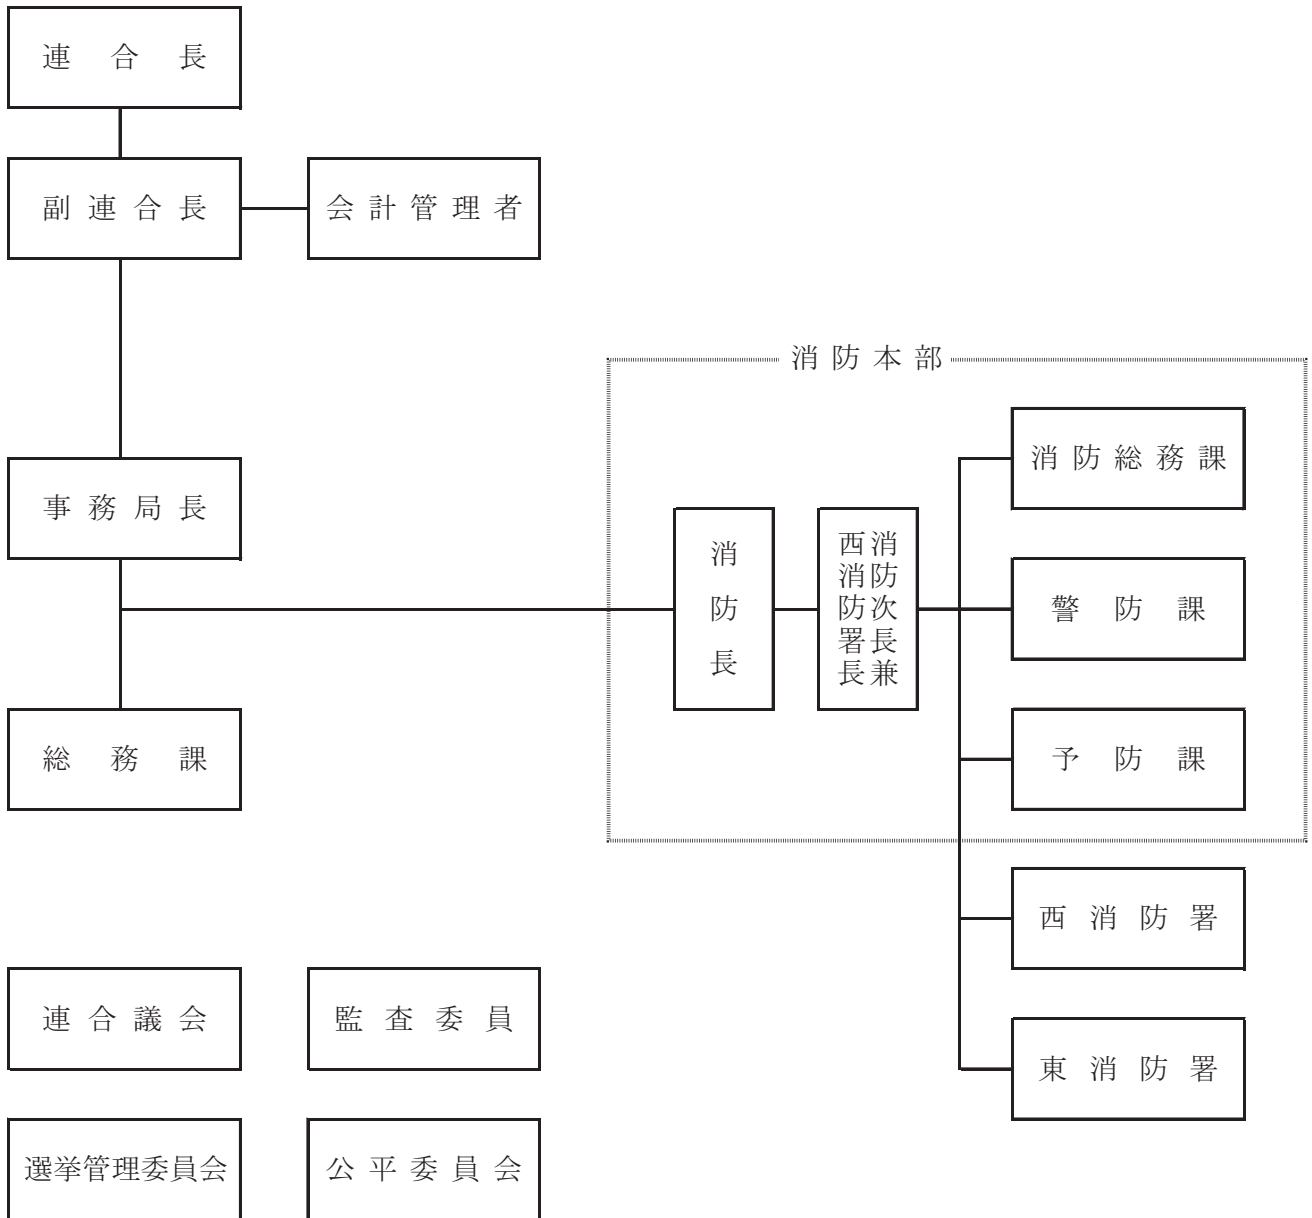 連合長
副連合長
会計管理者
事務局長
総務課
消防本部
消防長
消防次長兼
西消防署長
消防総務課
警防課
予防課
西消防署
東消防署
連合議会
監査委員
選挙管理委員会
公平委員会